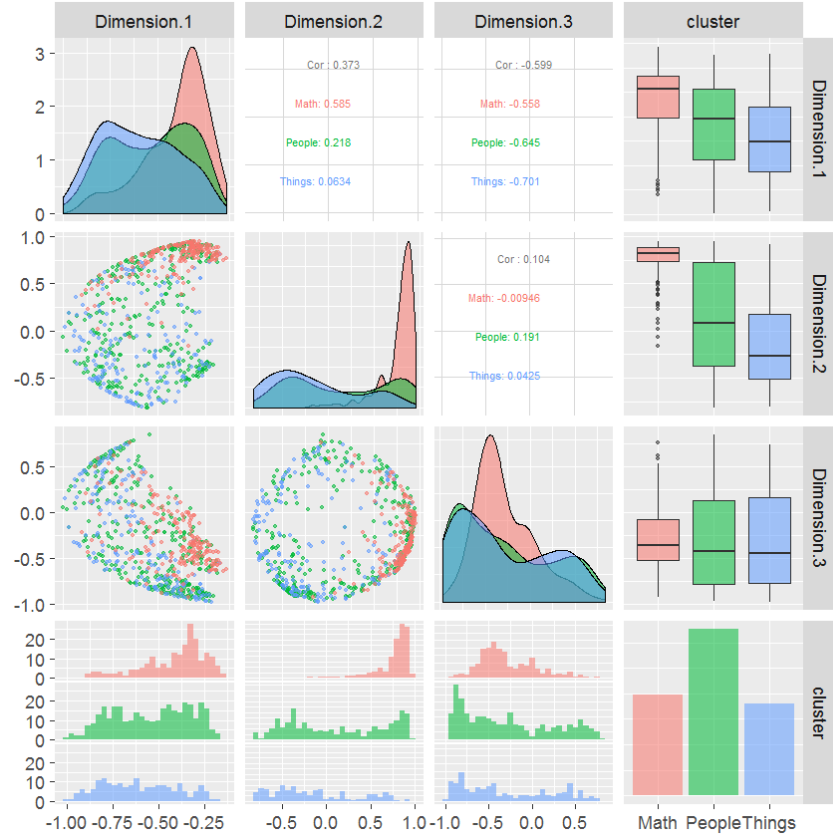 Dimension.1 Dimension.2 Dimension.3 cluster
3
2
1
0
Cor : 0.373
Math: 0.585
People: 0.218
Things: 0.0634
Cor : -0.599
Math: -0.558
People: -0.645
Things: -0.701
Dimension.1
1.0
0.5
0.0
-0.5
Cor : 0.104
Math: -0.00946
People: 0.191
Things: 0.0425
Dimension.2
0.5
0.0
-0.5
-1.0
Dimension.3
20
10
0
20
10
0
20
10
0
cluster
-1.00 -0.75 -0.50 -0.25 -0.5 0.0 0.5 1.0 -1.0 -0.5 0.0 0.5 Math People Things